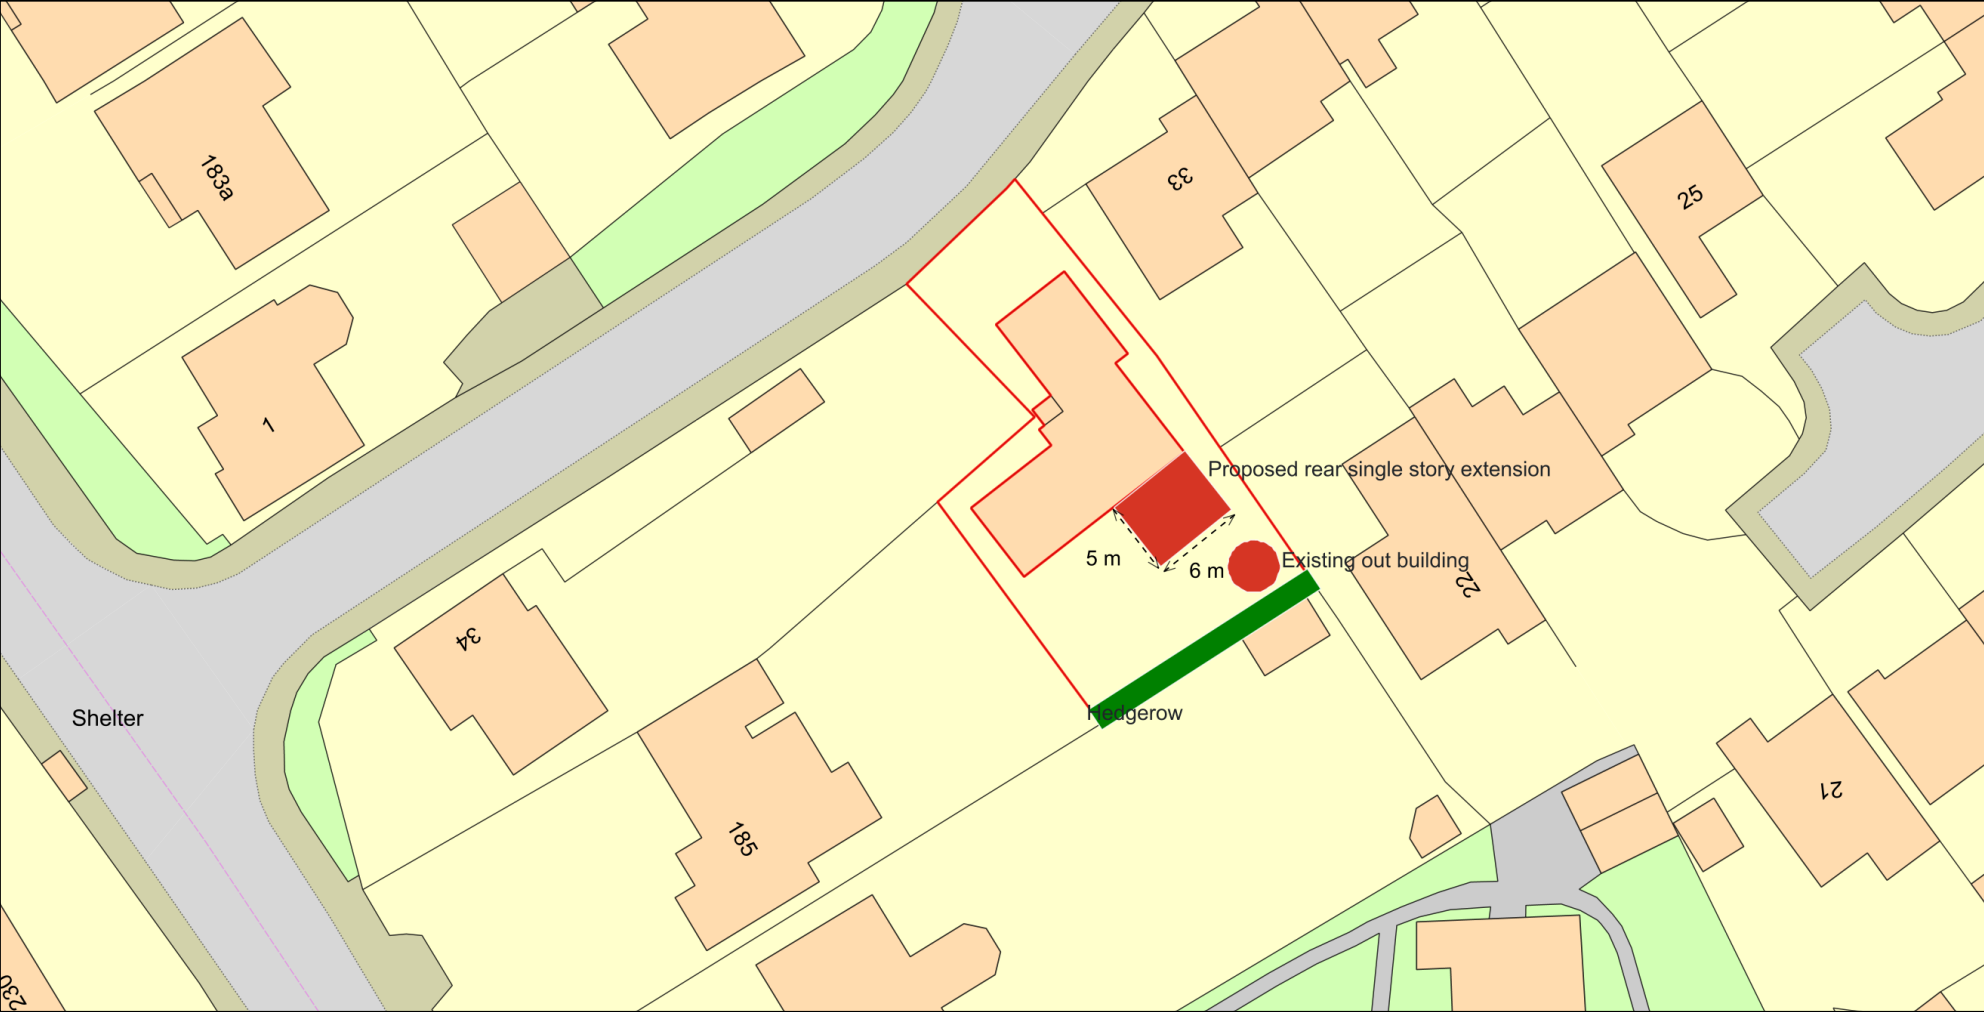 183a
33
25
1
Proposed rear single story extension
5 m
6 m
Existing out building
22
34
Hedgerow
Shelter
185
21
230